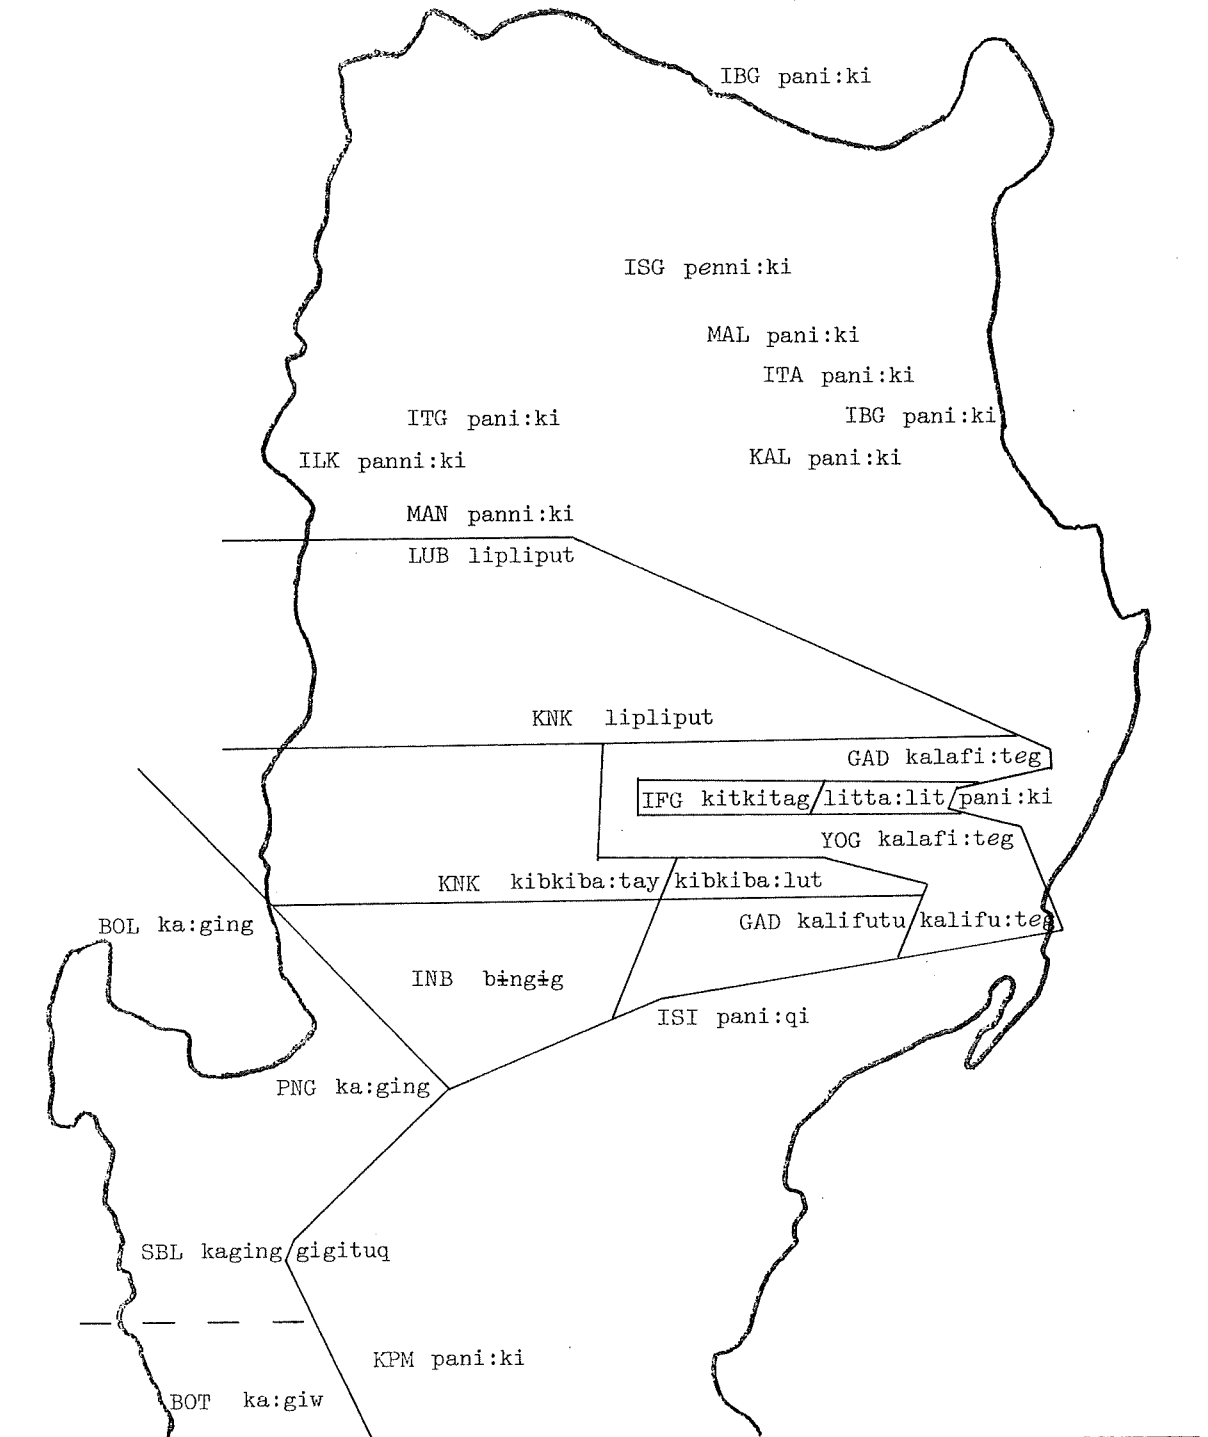 IBG pani:ki
ISG penni:ki
MAL pani:ki
ITA pani:ki
ITG pani:ki
IBG pani:ki
ILK panni:ki
KAL pani:ki
MAN panni:ki
LUB lipliput
KNK lipliput
GAD kalafi:teg
IFG kitkitag/litta:lit/pani:ki
YOG kalafi:teg
KNK kibkiba:tay/kibkiba:lut
BOL ka:ging
GAD kalifutu/kalifu:teg
INB bɨngɨg
ISI pani:qi
PNG ka:ging
SBL kaging/gigituq
KPM pani:ki
BOT ka:giw